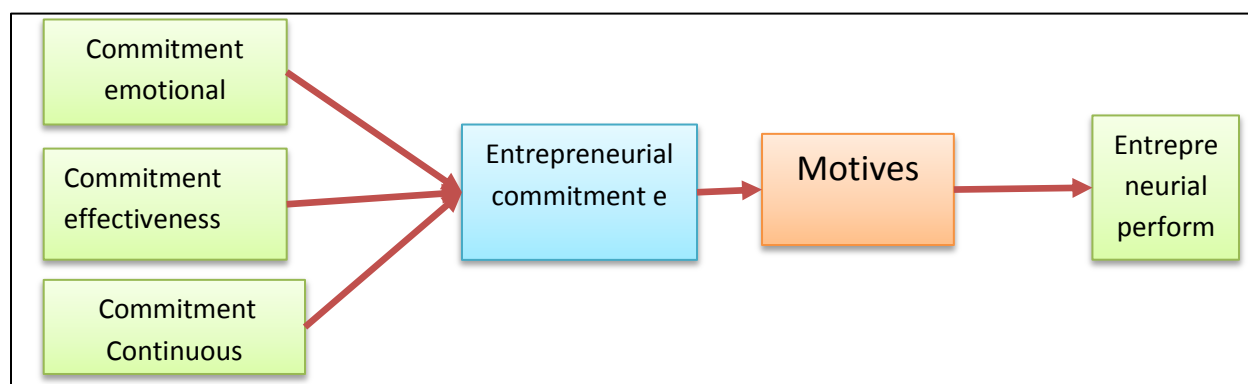 Commitment
emotional
Commitment
effectiveness
Commitment
Continuous
Entrepreneurial
commitment e
Motives
Entrepre
neurial
perform